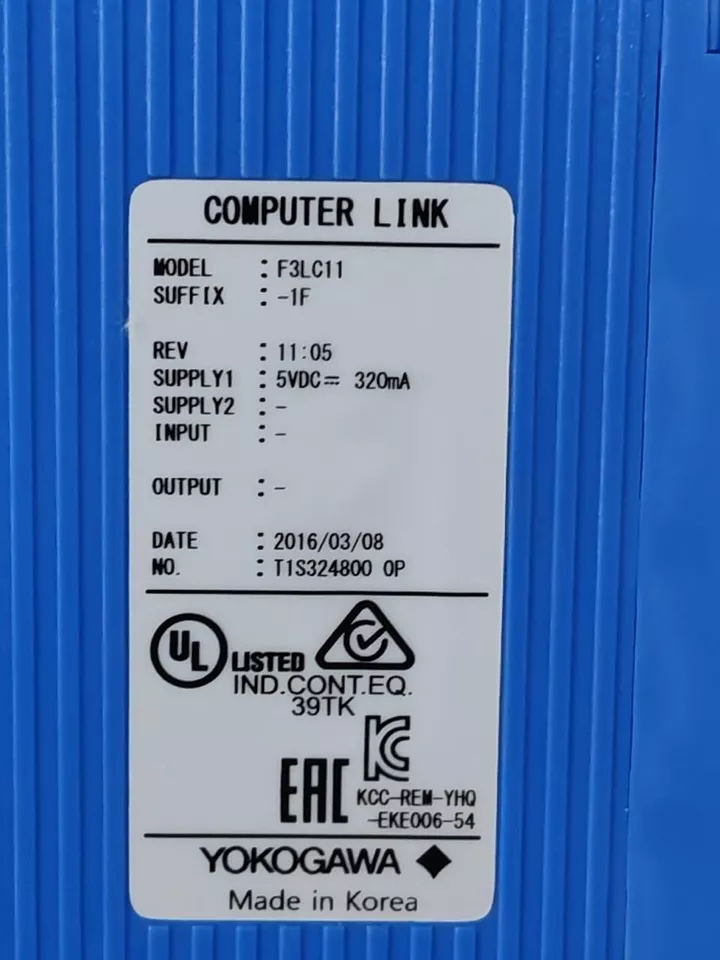 COMPUTER LINK
MODEL : F3LC11
SUFFIX : -1F
REV : 11:05
SUPPLY1 : 5VDC⎓ 320mA
SUPPLY2 : -
INPUT : -
OUTPUT : -
DATE : 2016/03/08
NO. : T1S324800 0P
UL LISTED
IND.CONT.EQ.
39TK
KC
EAC KCC-REM-YHQ
-EKE006-54
YOKOGAWA
Made in Korea